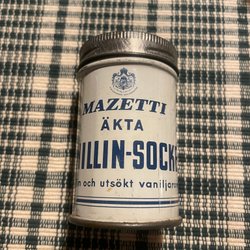 MAZETTI
ÄKTA
ILLIN-SOCK
n och utsökt